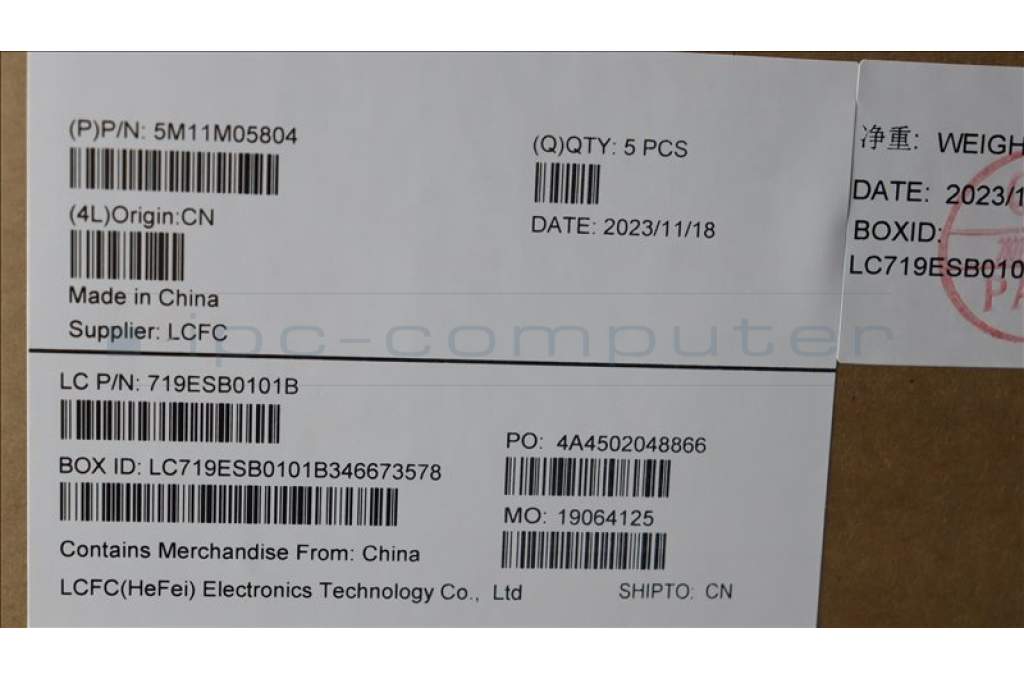 (P)P/N: 5M11M05804
(Q)QTY: 5 PCS
(4L)Origin:CN
DATE: 2023/11/18
Made in China
Supplier: LCFC
净重: WEIGH
DATE: 2023/1
BOXID:
LC719ESB010
PA
ipc-computer
LC P/N: 719ESB0101B
PO: 4A4502048866
BOX ID: LC719ESB0101B346673578
MO: 19064125
Contains Merchandise From: China
LCFC(HeFei) Electronics Technology Co., Ltd
SHIPTO: CN